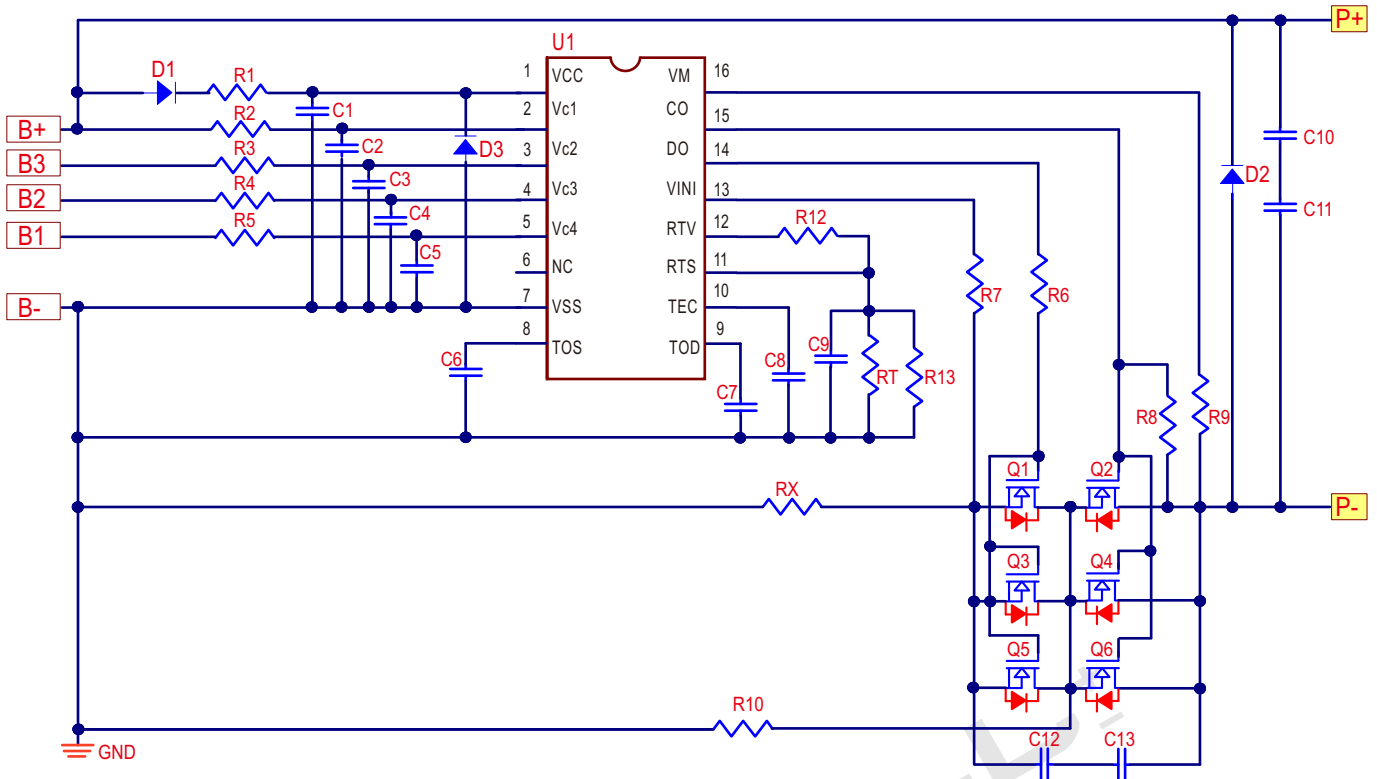 P+
U1
D1
R1
1
VCC
VM
16
C1
2
Vc1
CO
15
B+
R2
C2
D3
C10
B3
R3
3
Vc2
DO
14
D2
C3
B2
R4
4
Vc3
VINI
13
C4
C11
B1
R5
5
Vc4
RTV
12
R12
C5
6
NC
RTS
11
B-
7
VSS
TEC
10
R7
R6
8
TOS
TOD
9
C6
C7
C8
C9
RT
R13
R8
R9
RX
Q1
Q2
P-
Q3
Q4
Q5
Q6
R10
GND
C12
C13